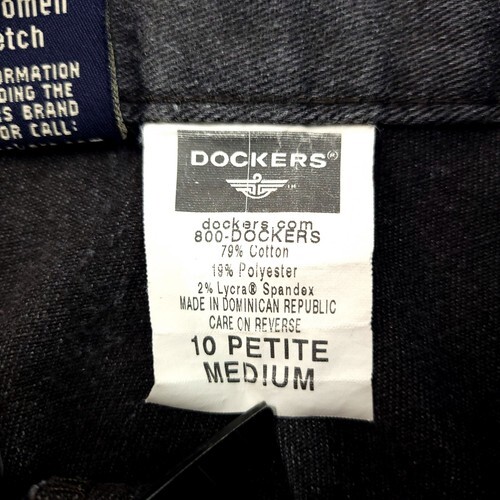 omen
etch
ORMATION
DING THE
S BRAND
OR CALL:
DOCKERS®
TM
dockers.com
800-DOCKERS
79% Cotton
19% Polyester
2% Lycra® Spandex
MADE IN DOMINICAN REPUBLIC
CARE ON REVERSE
10 PETITE
MEDIUM